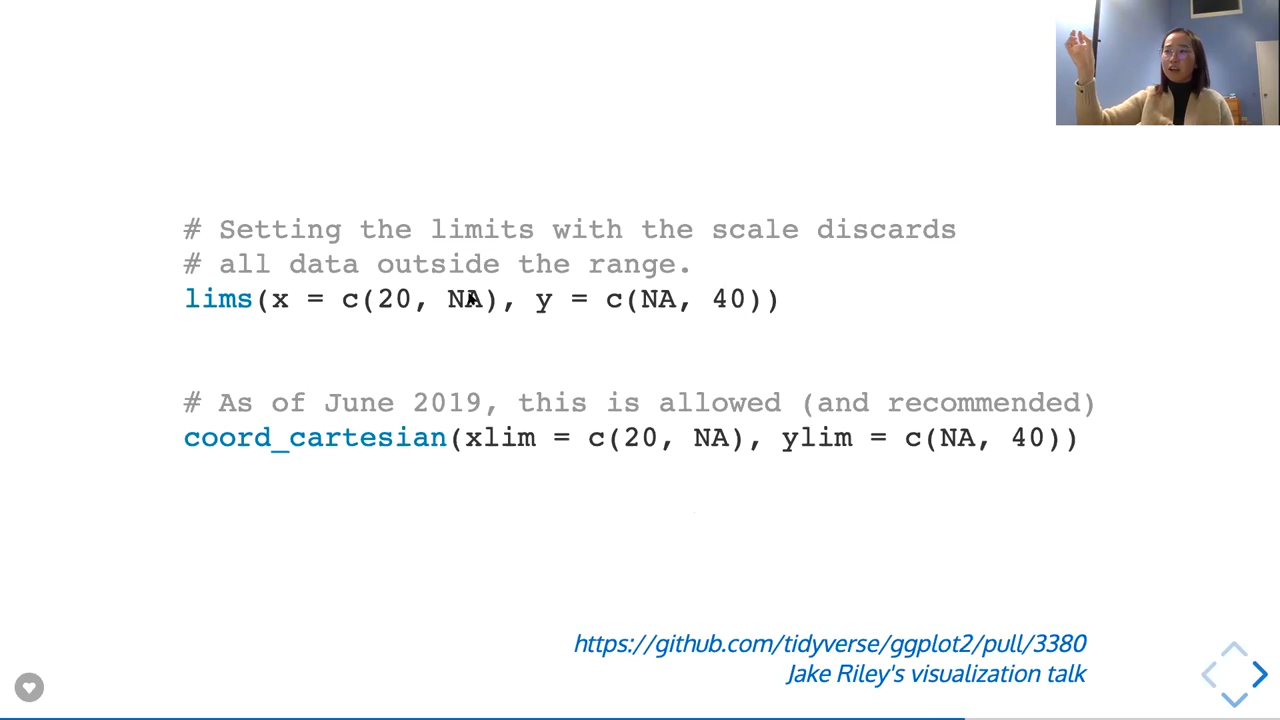 # Setting the limits with the scale discards
# all data outside the range.
lims(x = c(20, NA), y = c(NA, 40))
# As of June 2019, this is allowed (and recommended)
coord_cartesian(xlim = c(20, NA), ylim = c(NA, 40))
https://github.com/tidyverse/ggplot2/pull/3380
Jake Riley's visualization talk